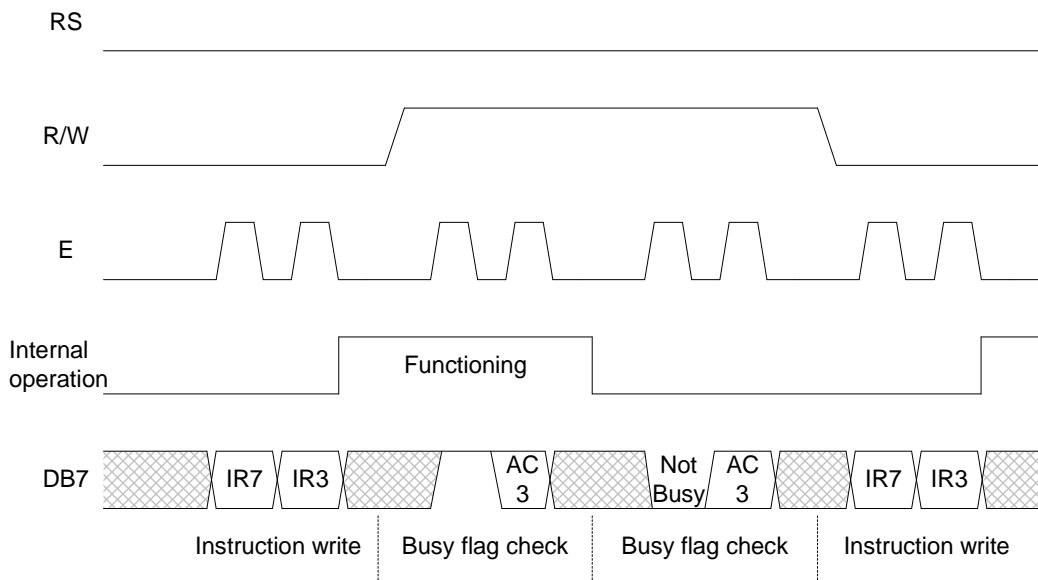 RS
R/W
E
Internal
operation
Functioning
DB7
IR7
IR3
AC
3
Not
Busy
AC
3
IR7
IR3
Instruction write
Busy flag check
Busy flag check
Instruction write